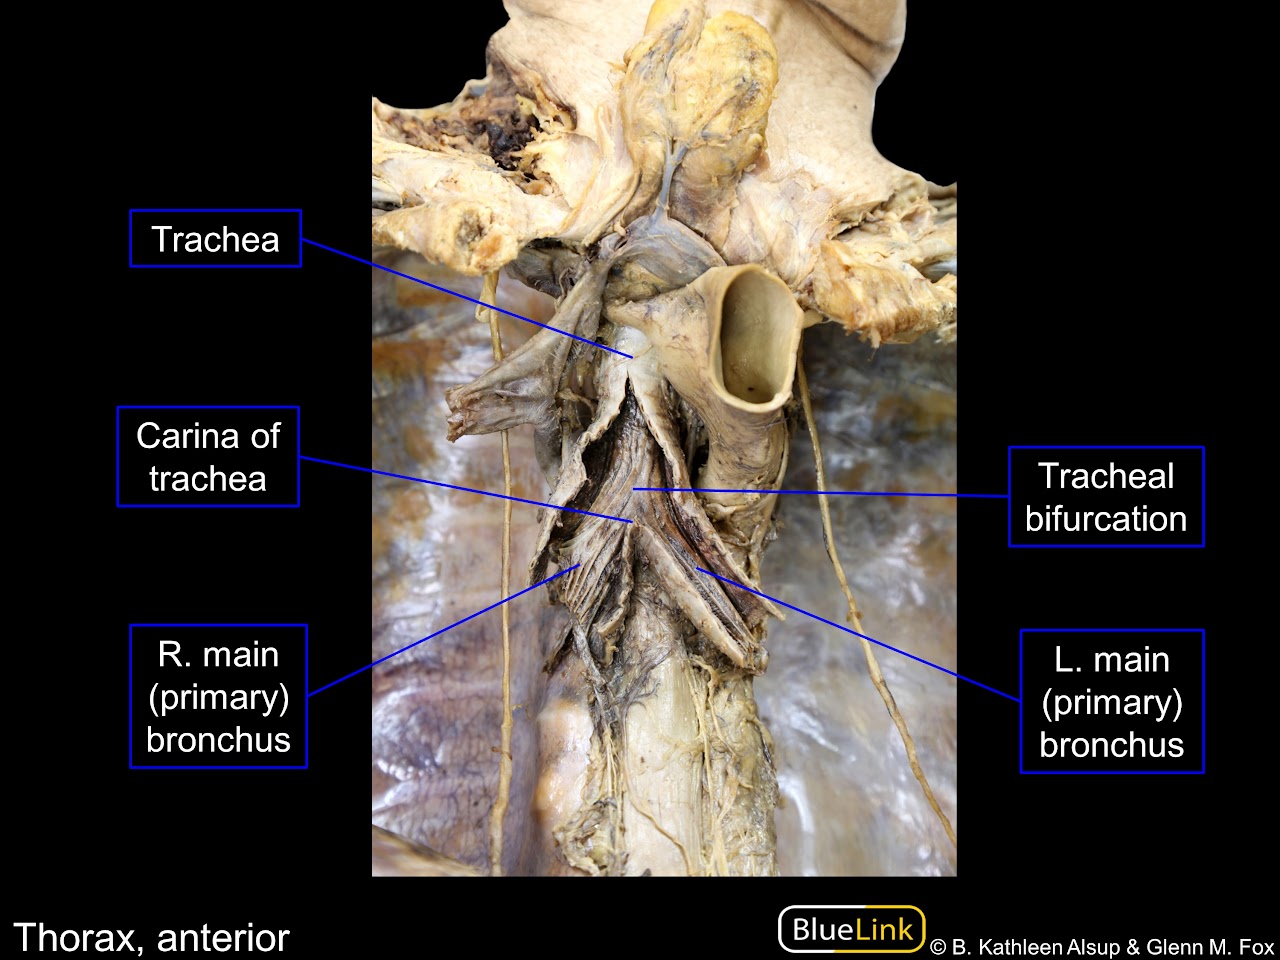 Trachea
Carina of
trachea
R. main
(primary)
bronchus
Tracheal
bifurcation
L. main
(primary)
bronchus
Thorax, anterior
BlueLink
© B. Kathleen Alsup & Glenn M. Fox